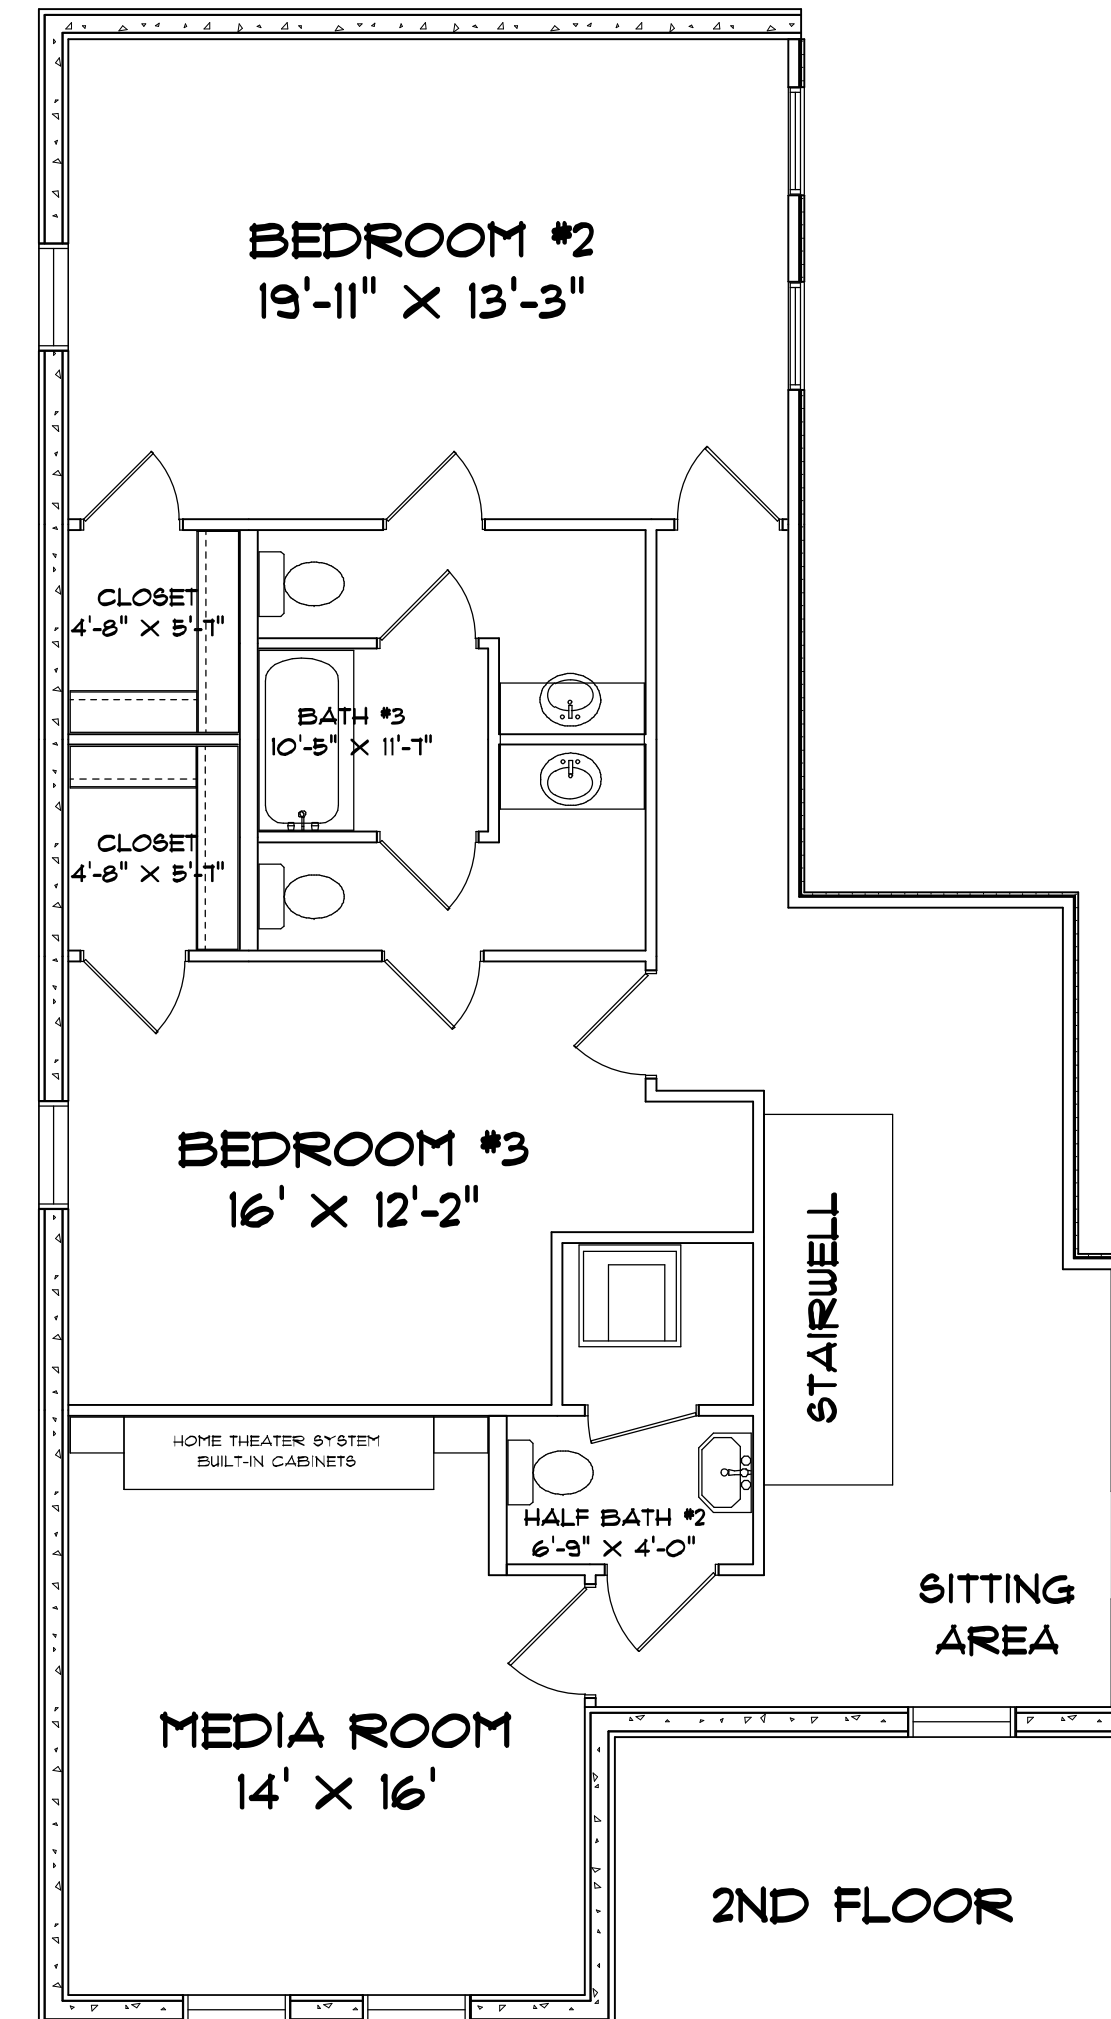 BEDROOM #2
19'-11" X 13'-3"
CLOSET
4'-8" X 5'-7"
BATH #3
10'-5" X 11'-7"
CLOSET
4'-8" X 5'-7"
BEDROOM #3
16' X 12'-2"
STAIRWELL
HOME THEATER SYSTEM
BUILT-IN CABINETS
HALF BATH #2
6'-9" X 4'-0"
SITTING
AREA
MEDIA ROOM
14' X 16'
2ND FLOOR